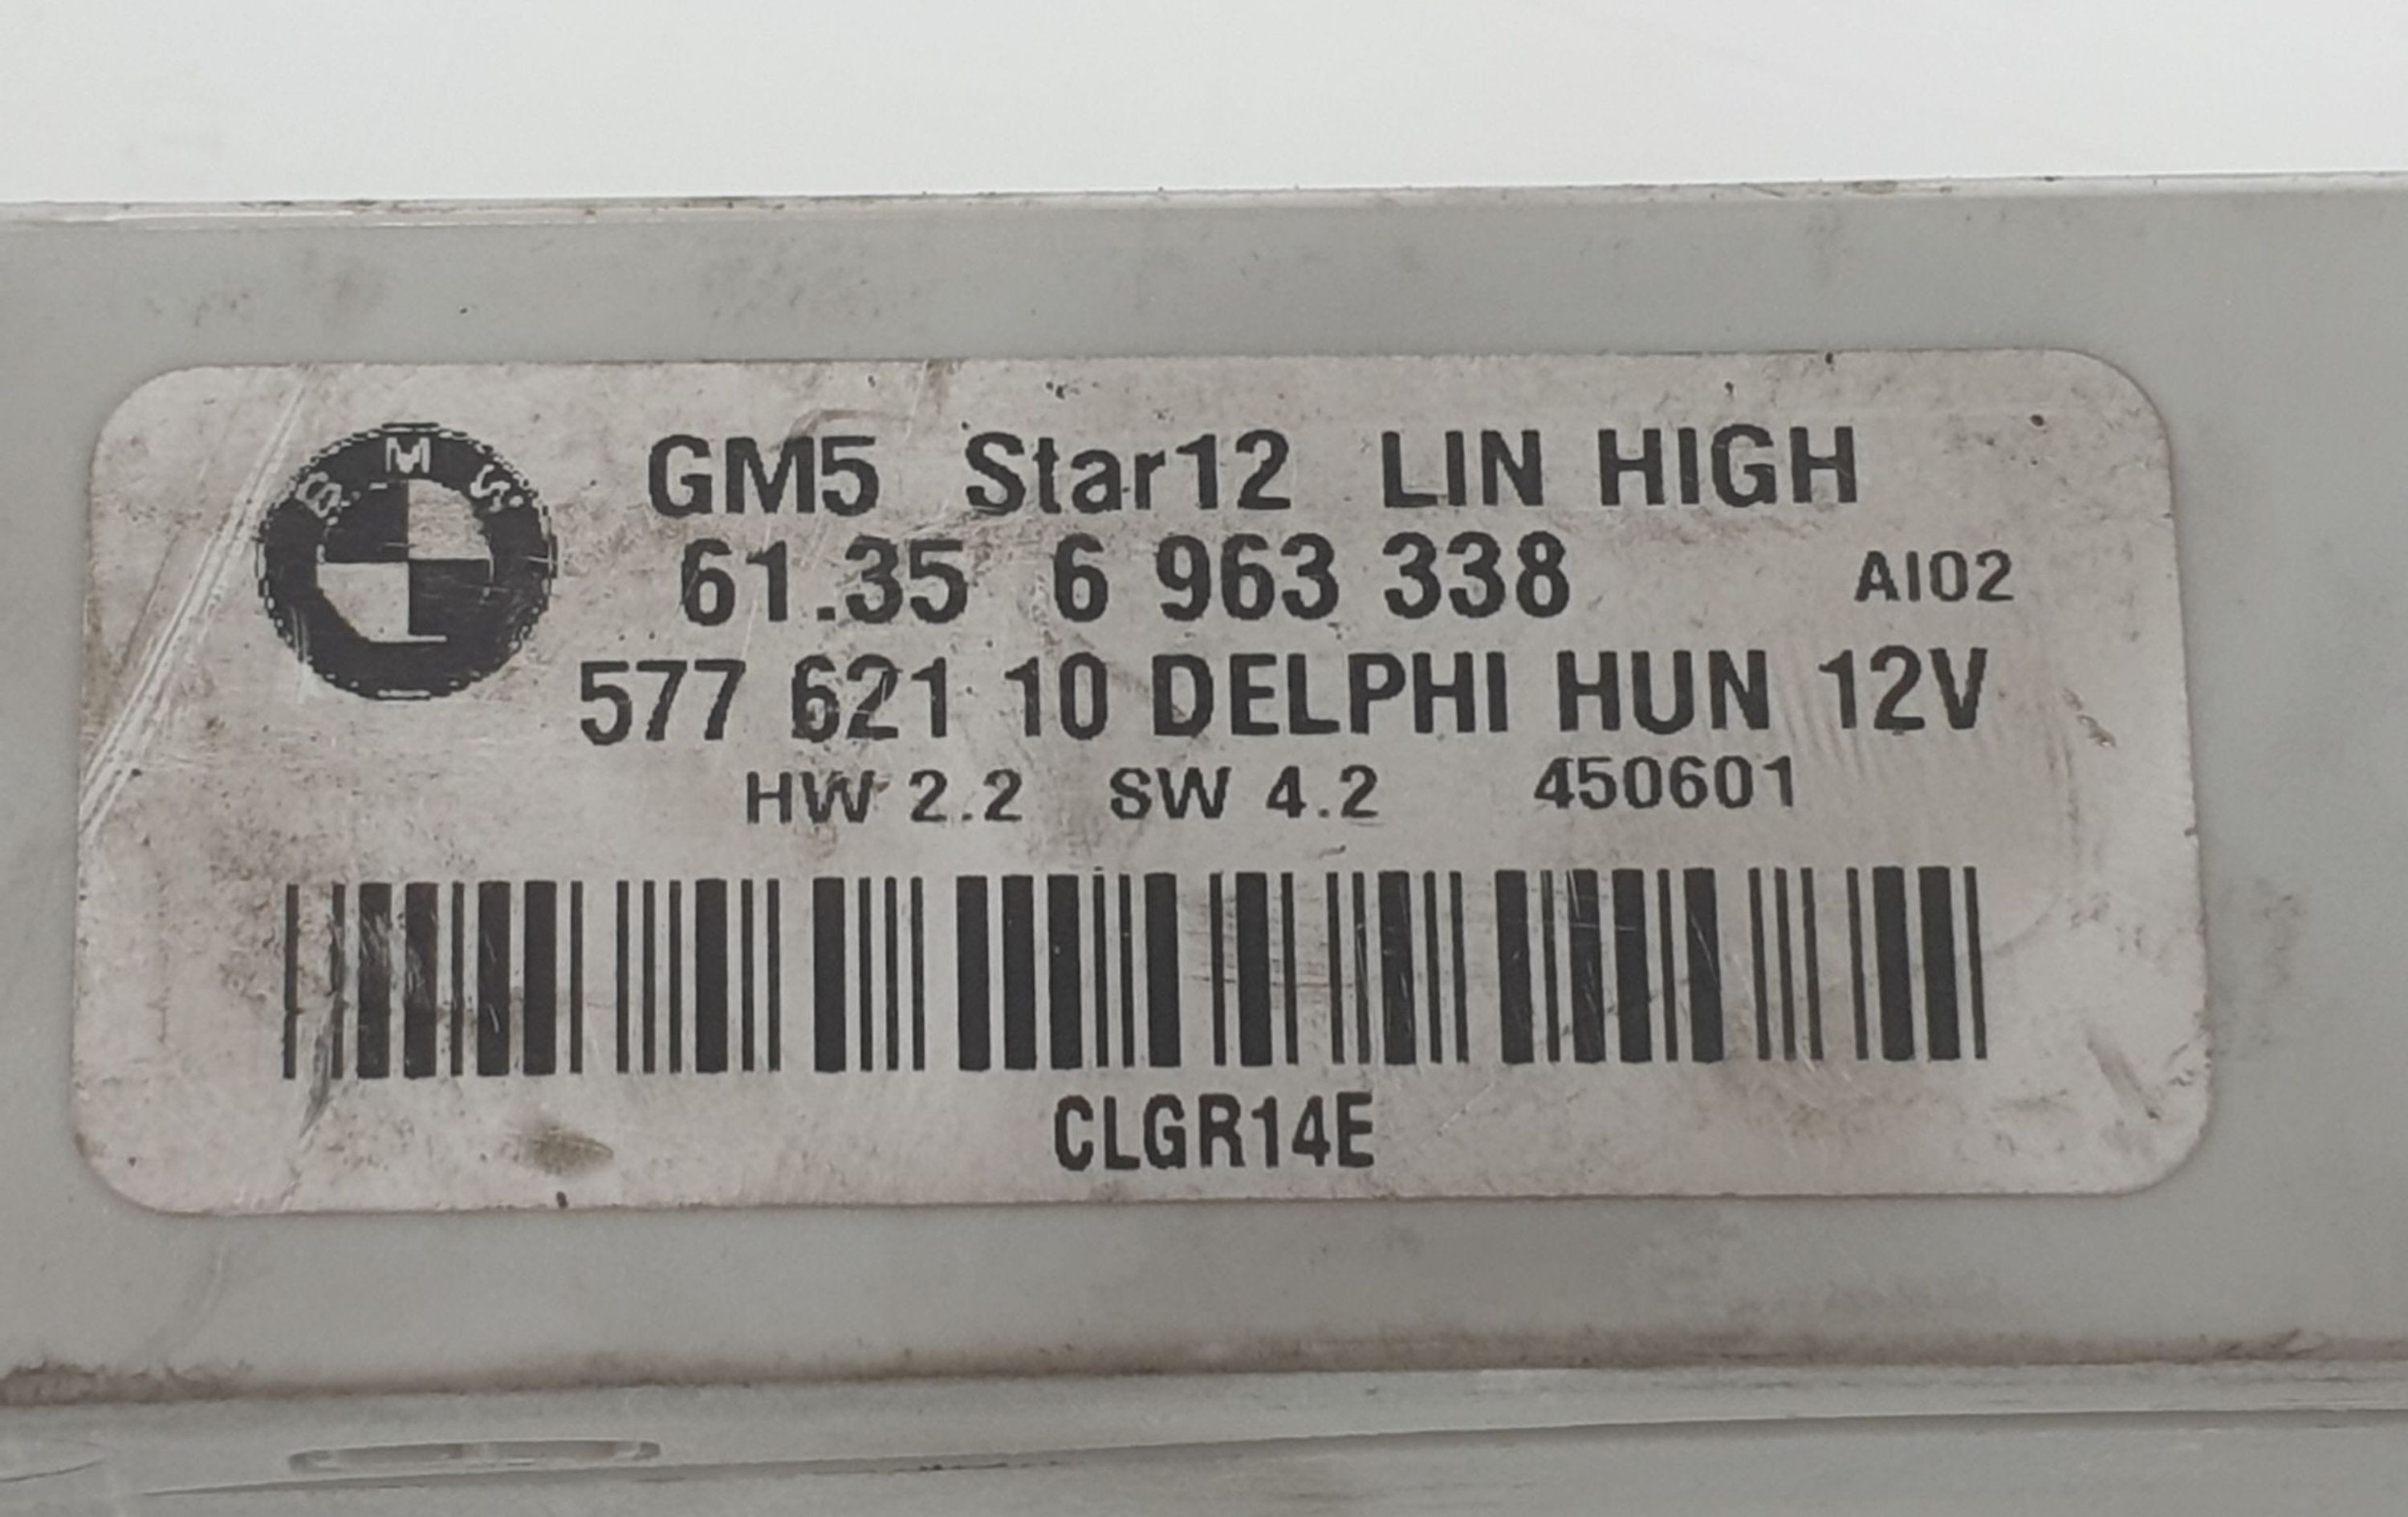 BMS
GM5 Star12 LIN HIGH
61.35 6 963 338 AI02
577 621 10 DELPHI HUN 12V
HW 2.2 SW 4.2 450601
CLGR14E